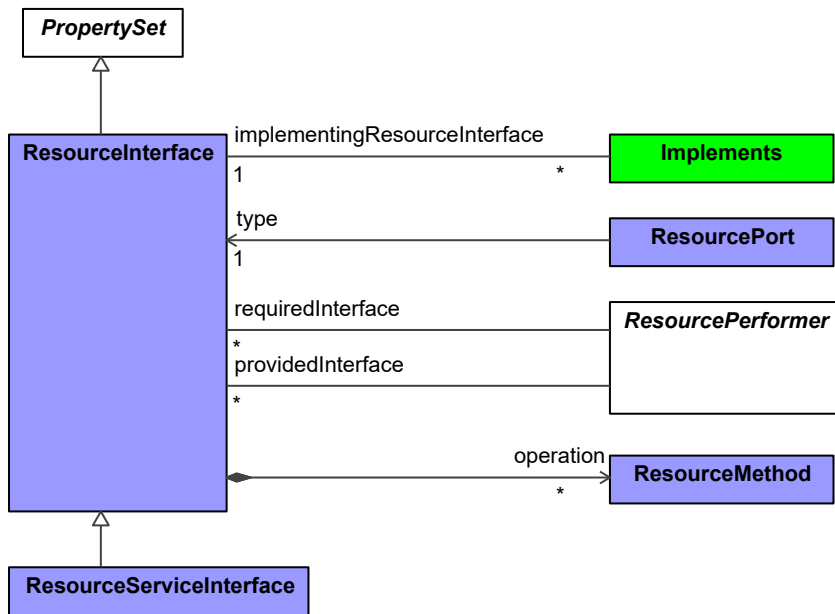 PropertySet
ResourceInterface
implementingResourceInterface
1
*
Implements
type
1
ResourcePort
requiredInterface
*
ResourcePerformer
providedInterface
*
operation
*
ResourceMethod
ResourceServiceInterface